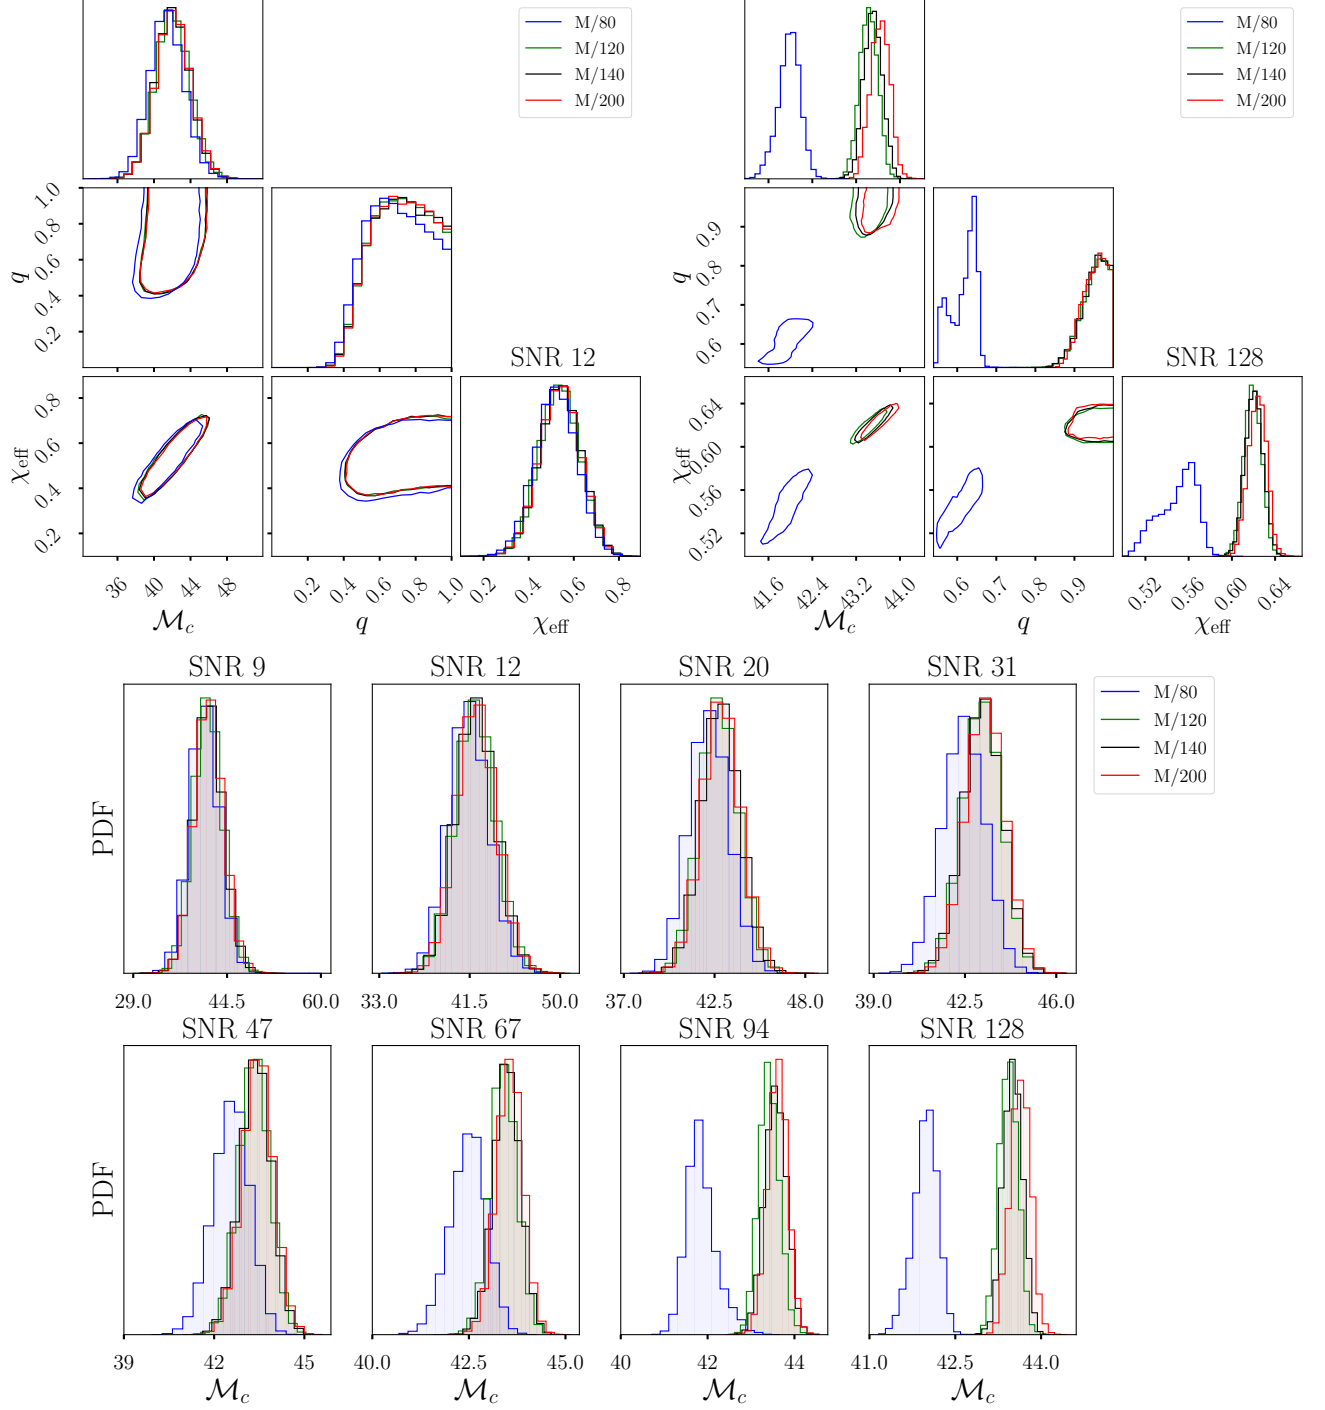 M/80
M/120
M/140
M/200
M/80
M/120
M/140
M/200
1.0
0.8
0.6
0.4
0.2
q
0.9
0.8
0.7
0.6
q
SNR 12
SNR 128
0.8
0.6
0.4
0.2
χeff
0.64
0.60
0.56
0.52
χeff
36 40 44 48
0.2 0.4 0.6 0.8 1.0
0.2 0.4 0.6 0.8
41.6 42.4 43.2 44.0
0.6 0.7 0.8 0.9
0.52 0.56 0.60 0.64
ℳc q χeff
ℳc q χeff
SNR 9 SNR 12 SNR 20 SNR 31
M/80
M/120
M/140
M/200
PDF
29.0 44.5 60.0
33.0 41.5 50.0
37.0 42.5 48.0
39.0 42.5 46.0
SNR 47 SNR 67 SNR 94 SNR 128
PDF
39 42 45
40.0 42.5 45.0
40 42 44
41.0 42.5 44.0
ℳc ℳc ℳc ℳc